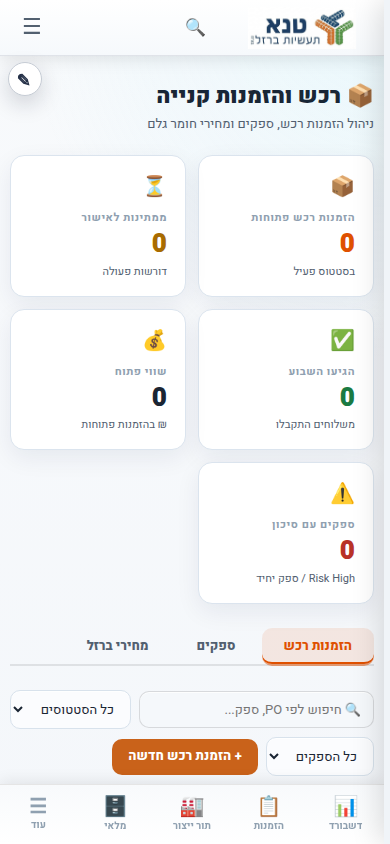 טנא
תעשיות ברזל
רכש והזמנות קנייה
ניהול הזמנות רכש, ספקים ומחירי חומר גלם
הזמנות רכש פתוחות
0
בסטטוס פעיל
ממתינות לאישור
0
דורשות פעולה
הגיעו השבוע
0
משלוחים התקבלו
שווי פתוח
0
₪ בהזמנות פתוחות
ספקים עם סיכון
0
Risk High / ספק יחיד
הזמנות רכש
ספקים
מחירי ברזל
חיפוש לפי PO, ספק...
כל הסטטוסים
כל הספקים
+ הזמנת רכש חדשה
דשבורד
הזמנות
תור ייצור
מלאי
עוד